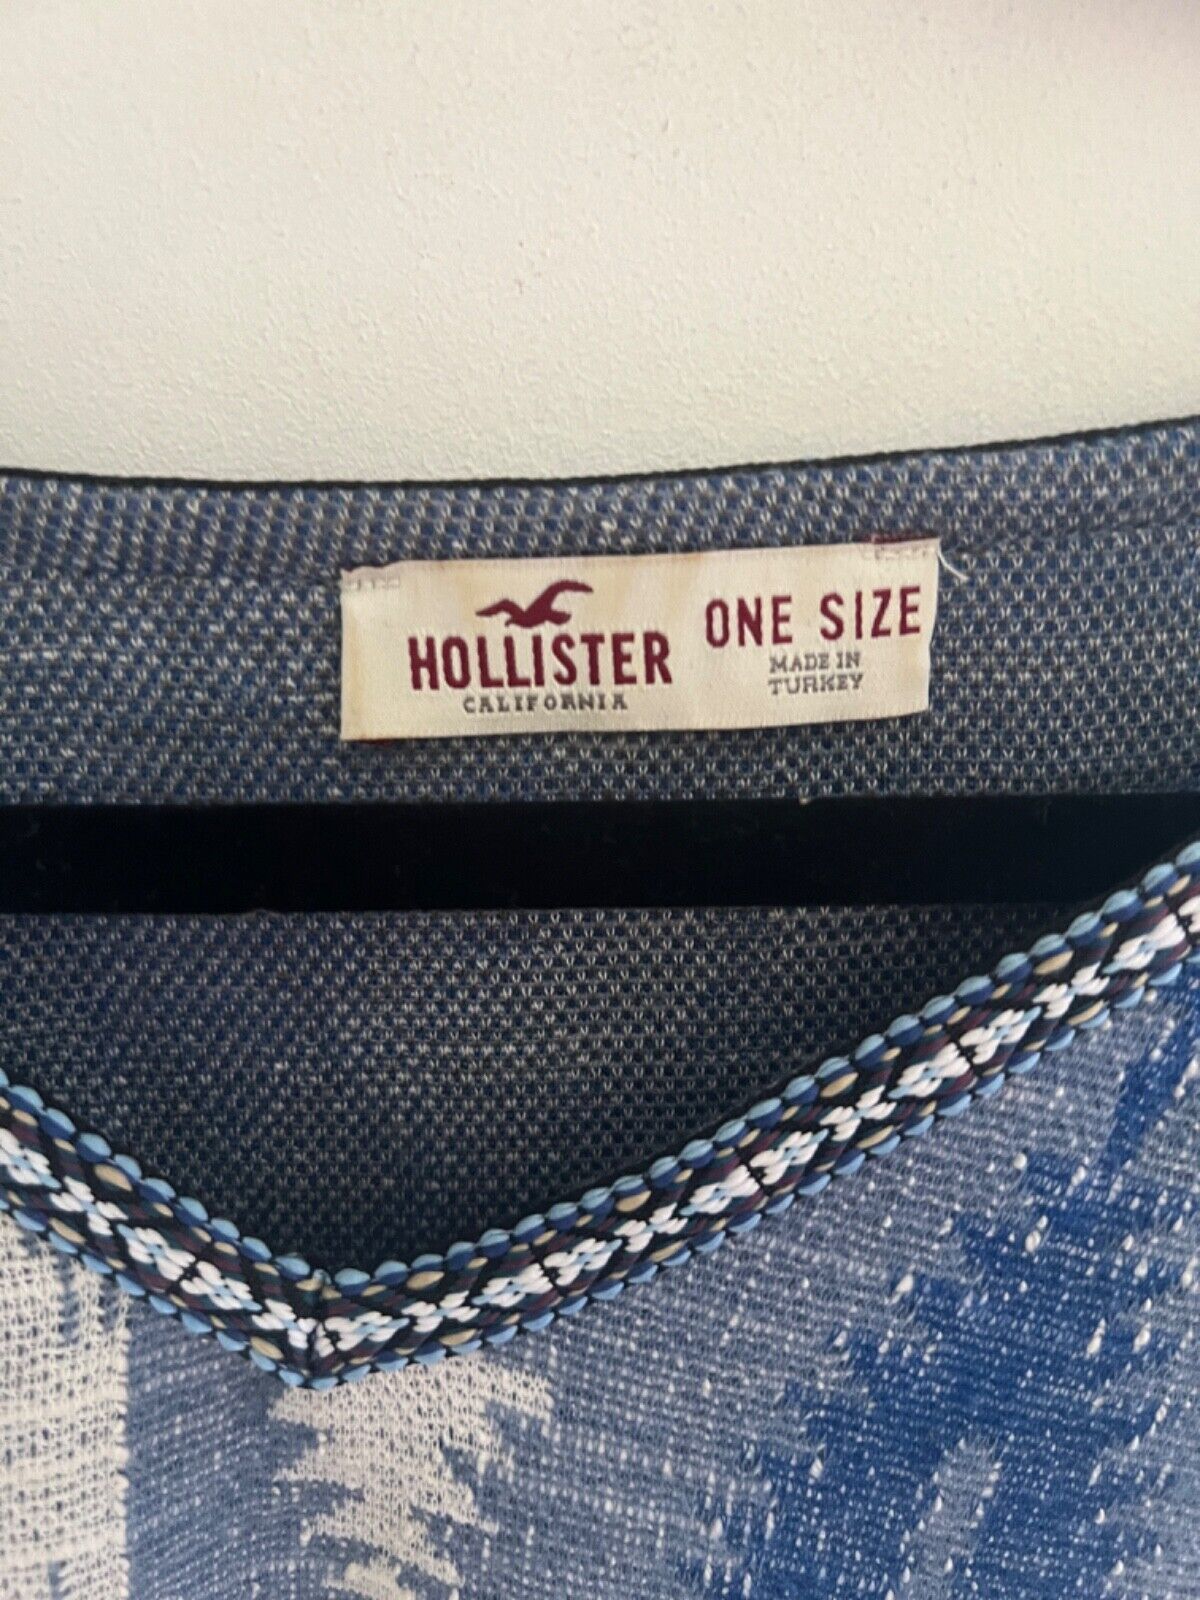 HOLLISTER
CALIFORNIA
ONE SIZE
MADE IN
TURKEY